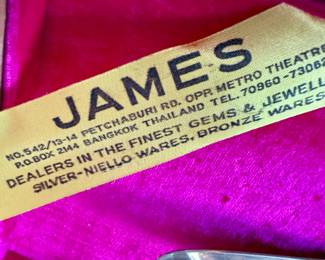 JAMES
NO. 542/13-14 PETCHABURI RD. OPP. METRO THEATRE
P.O. BOX 2144 BANGKOK THAILAND TEL. 70960-73062
DEALERS IN THE FINEST GEMS & JEWELL
SILVER-NIELLO WARES, BRONZE WARES